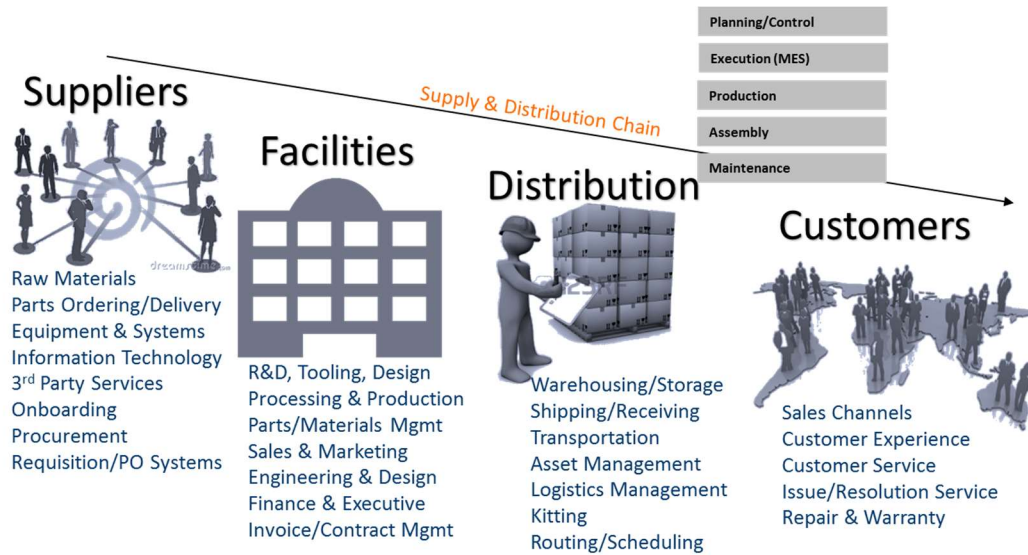 Planning/Control
Execution (MES)
Production
Assembly
Maintenance
Supply & Distribution Chain
Suppliers
dreamstime.com
Raw Materials
Parts Ordering/Delivery
Equipment & Systems
Information Technology
3rd Party Services
Onboarding
Procurement
Requisition/PO Systems
Facilities
R&D, Tooling, Design
Processing & Production
Parts/Materials Mgmt
Sales & Marketing
Engineering & Design
Finance & Executive
Invoice/Contract Mgmt
Distribution
Warehousing/Storage
Shipping/Receiving
Transportation
Asset Management
Logistics Management
Kitting
Routing/Scheduling
Customers
Sales Channels
Customer Experience
Customer Service
Issue/Resolution Service
Repair & Warranty